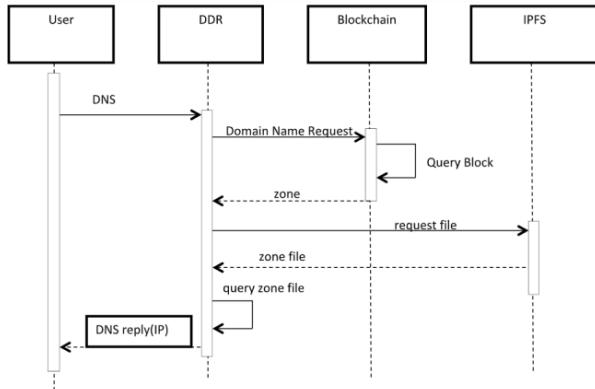 User
DDR
Blockchain
IPFS
DNS
Domain Name Request
Query Block
zone
request file
zone file
query zone file
DNS reply(IP)